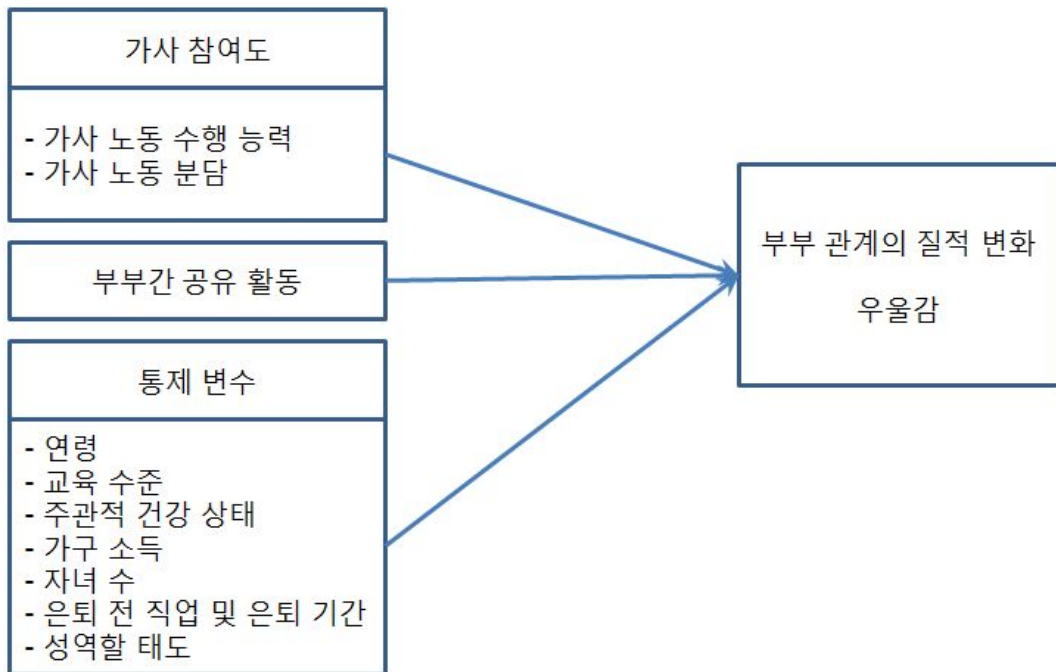 가사 참여도
- 가사 노동 수행 능력
- 가사 노동 분담
부부간 공유 활동
통제 변수
- 연령
- 교육 수준
- 주관적 건강 상태
- 가구 소득
- 자녀 수
- 은퇴 전 직업 및 은퇴 기간
- 성역할 태도
부부 관계의 질적 변화
우울감